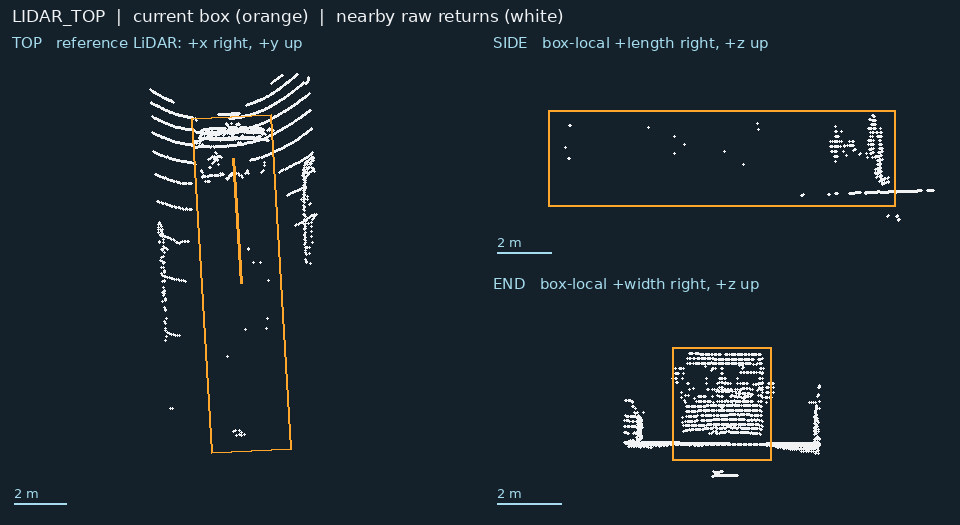 LIDAR_TOP | current box (orange) | nearby raw returns (white)
TOP reference LiDAR: +x right, +y up
SIDE box-local +length right, +z up
2 m
END box-local +width right, +z up
2 m
2 m